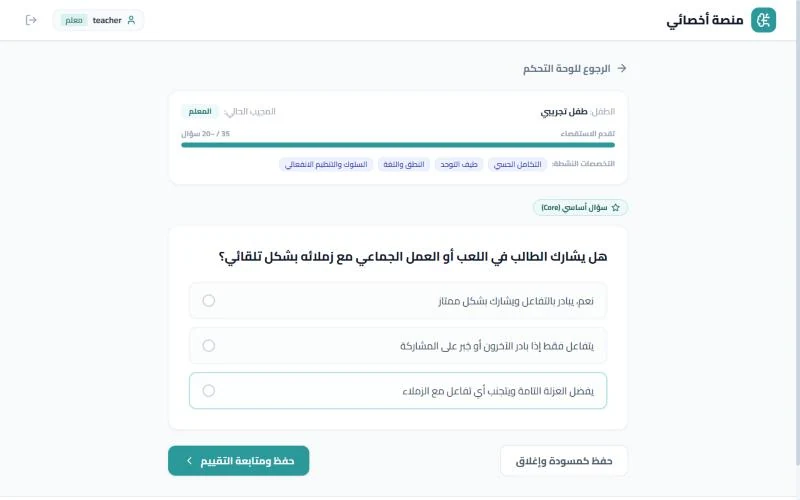 منصة أخصائي
teacher معلم
الرجوع للوحة التحكم
الطفل: طفل تجريبي
المجيب الحالي: المعلم
تقدم الاستقصاء
35 / ~20 سؤال
التخصصات النشطة: التكامل الحسي طيف التوحد النطق واللغة السلوك والتنظيم الانفعالي
سؤال أساسي (Core)
هل يشارك الطالب في اللعب أو العمل الجماعي مع زملائه بشكل تلقائي؟
نعم، يبادر بالتفاعل ويشارك بشكل ممتاز
يتفاعل فقط إذا بادر الآخرون أو خُبر على المشاركة
يفضل العزلة التامة ويتجنب أي تفاعل مع الزملاء
حفظ كمسودة وإغلاق
حفظ ومتابعة التقييم